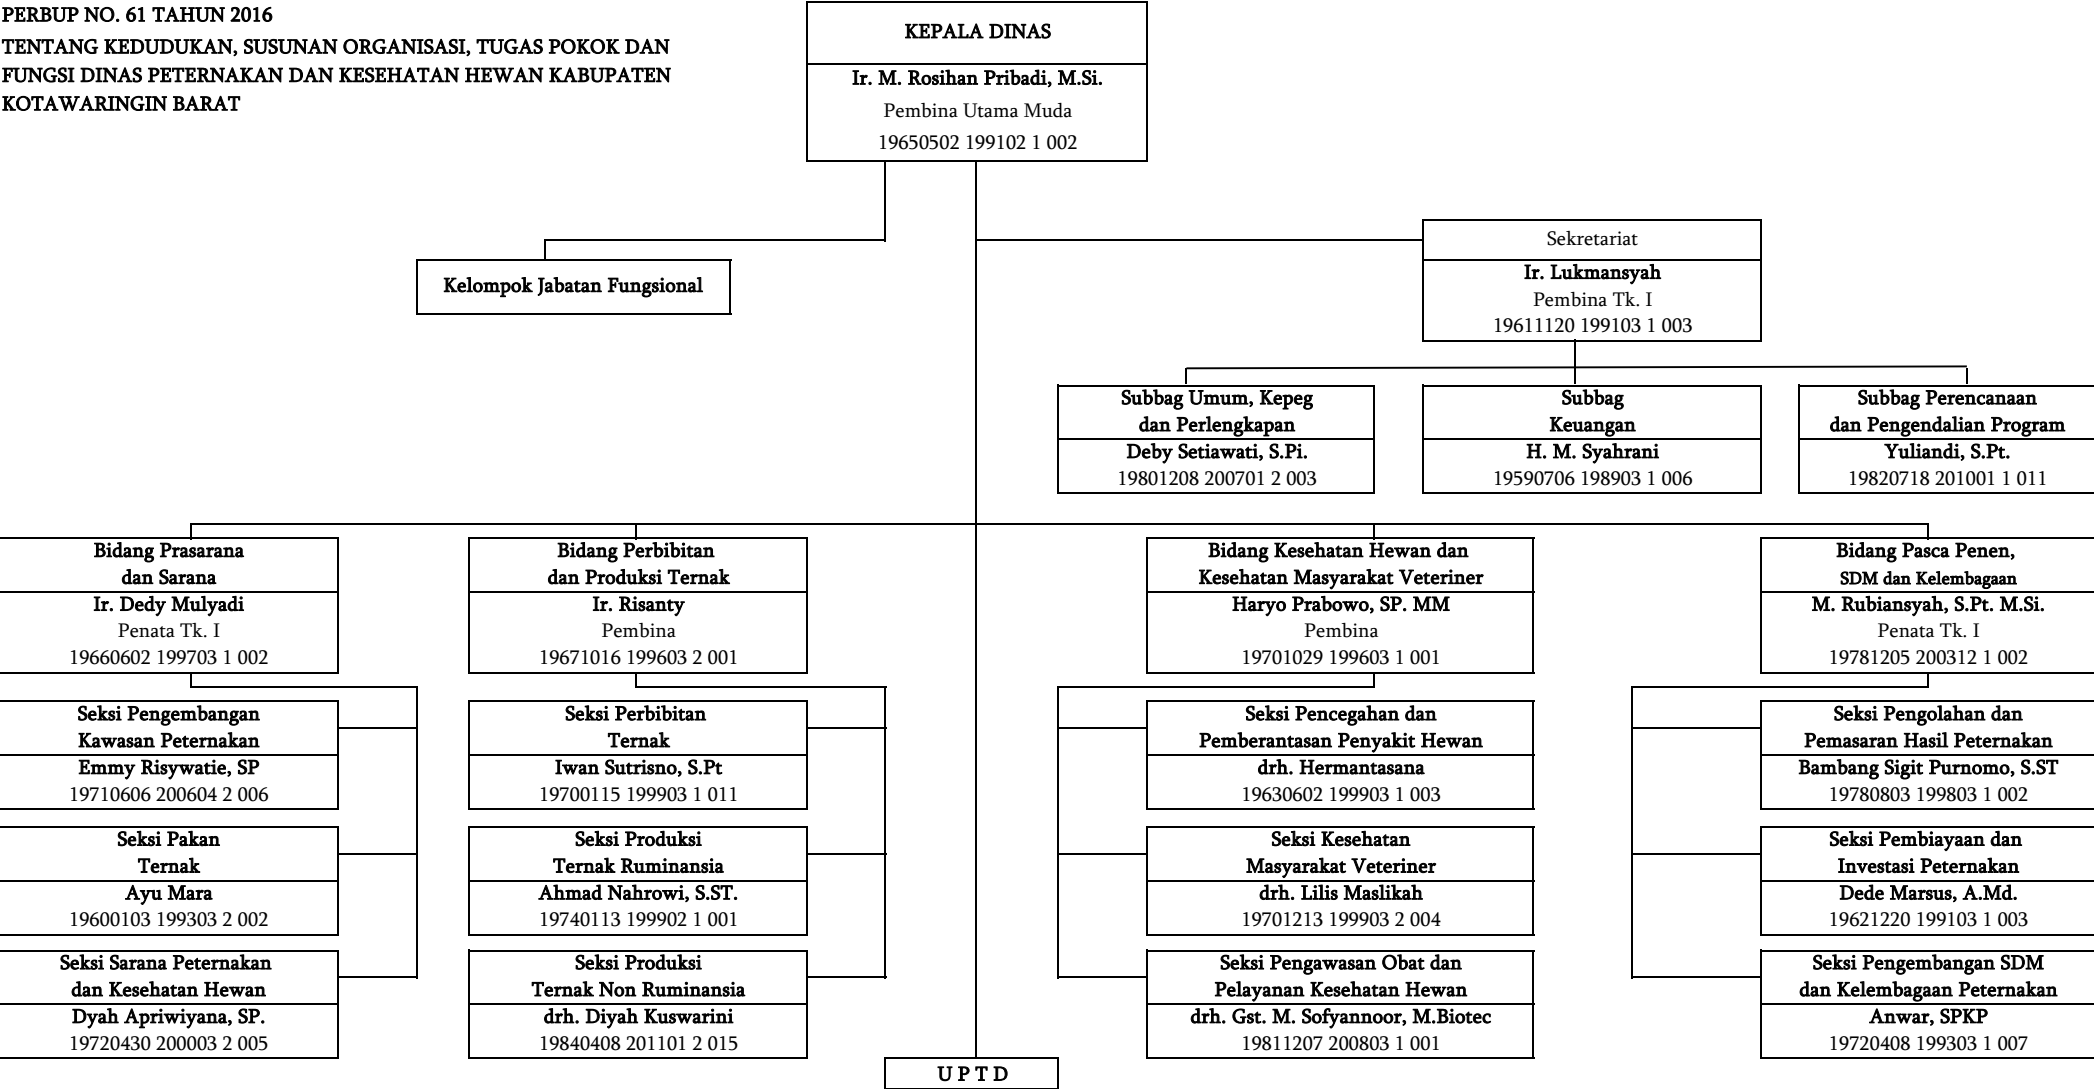 PERBUP NO. 61 TAHUN 2016
TENTANG KEDUDUKAN, SUSUNAN ORGANISASI, TUGAS POKOK DAN
FUNGSI DINAS PETERNAKAN DAN KESEHATAN HEWAN KABUPATEN
KOTAWARINGIN BARAT
KEPALA DINAS
Ir. M. Rosihan Pribadi, M.Si.
Pembina Utama Muda
19650502 199102 1 002
Kelompok Jabatan Fungsional
Sekretariat
Ir. Lukmansyah
Pembina Tk. I
19611120 199103 1 003
Subbag Umum, Kepeg
dan Perlengkapan
Deby Setiawati, S.Pi.
19801208 200701 2 003
Subbag
Keuangan
H. M. Syahrani
19590706 198903 1 006
Subbag Perencanaan
dan Pengendalian Program
Yuliandi, S.Pt.
19820718 201001 1 011
Bidang Prasarana
dan Sarana
Ir. Dedy Mulyadi
Penata Tk. I
19660602 199703 1 002
Bidang Perbibitan
dan Produksi Ternak
Ir. Risanty
Pembina
19671016 199603 2 001
Bidang Kesehatan Hewan dan
Kesehatan Masyarakat Veteriner
Haryo Prabowo, SP. MM
Pembina
19701029 199603 1 001
Bidang Pasca Penen,
SDM dan Kelembagaan
M. Rubiansyah, S.Pt. M.Si.
Penata Tk. I
19781205 200312 1 002
Seksi Pengembangan
Kawasan Peternakan
Emmy Risywatie, SP
19710606 200604 2 006
Seksi Perbibitan
Ternak
Iwan Sutrisno, S.Pt
19700115 199903 1 011
Seksi Pencegahan dan
Pemberantasan Penyakit Hewan
drh. Hermantasana
19630602 199903 1 003
Seksi Pengolahan dan
Pemasaran Hasil Peternakan
Bambang Sigit Purnomo, S.ST
19780803 199803 1 002
Seksi Pakan
Ternak
Ayu Mara
19600103 199303 2 002
Seksi Produksi
Ternak Ruminansia
Ahmad Nahrowi, S.ST.
19740113 199902 1 001
Seksi Kesehatan
Masyarakat Veteriner
drh. Lilis Maslikah
19701213 199903 2 004
Seksi Pembiayaan dan
Investasi Peternakan
Dede Marsus, A.Md.
19621220 199103 1 003
Seksi Sarana Peternakan
dan Kesehatan Hewan
Dyah Apriwiyana, SP.
19720430 200003 2 005
Seksi Produksi
Ternak Non Ruminansia
drh. Diyah Kuswarini
19840408 201101 2 015
Seksi Pengawasan Obat dan
Pelayanan Kesehatan Hewan
drh. Gst. M. Sofyannoor, M.Biotec
19811207 200803 1 001
Seksi Pengembangan SDM
dan Kelembagaan Peternakan
Anwar, SPKP
19720408 199303 1 007
U P T D